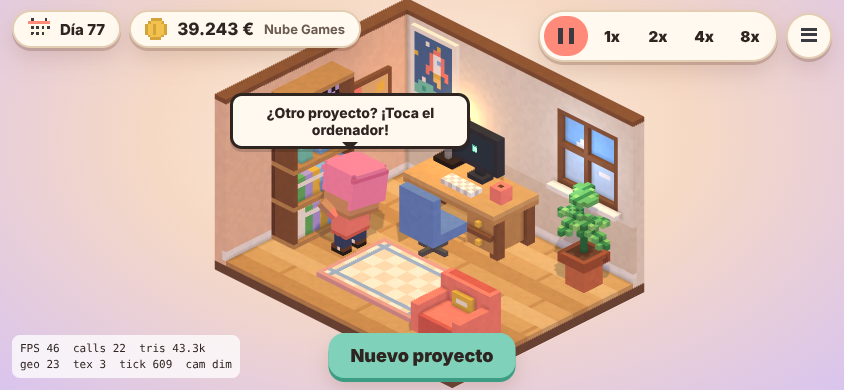 Día 77
39.243 € Nube Games
1x 2x 4x 8x
¿Otro proyecto? ¡Toca el
ordenador!
FPS 46 calls 22 tris 43.3k
geo 23 tex 3 tick 609 cam dim
Nuevo proyecto